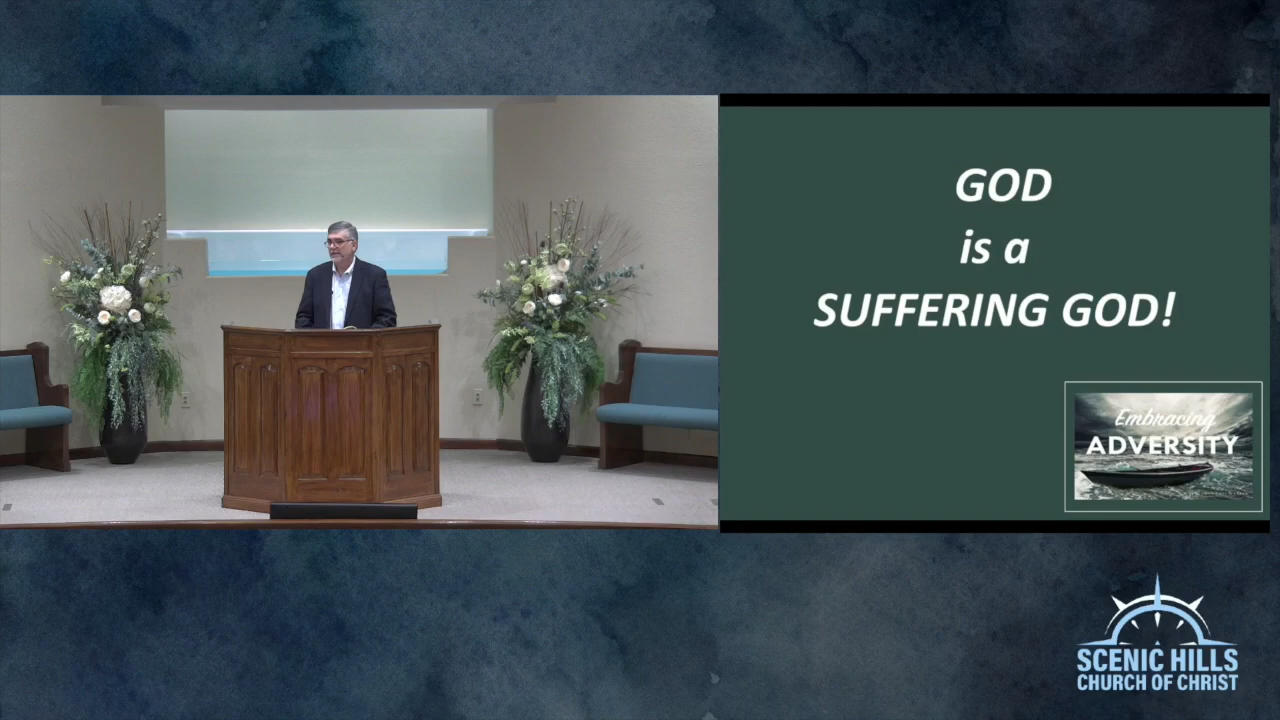 GOD
is a
SUFFERING GOD!
Embracing
ADVERSITY
SCENIC HILLS
CHURCH OF CHRIST